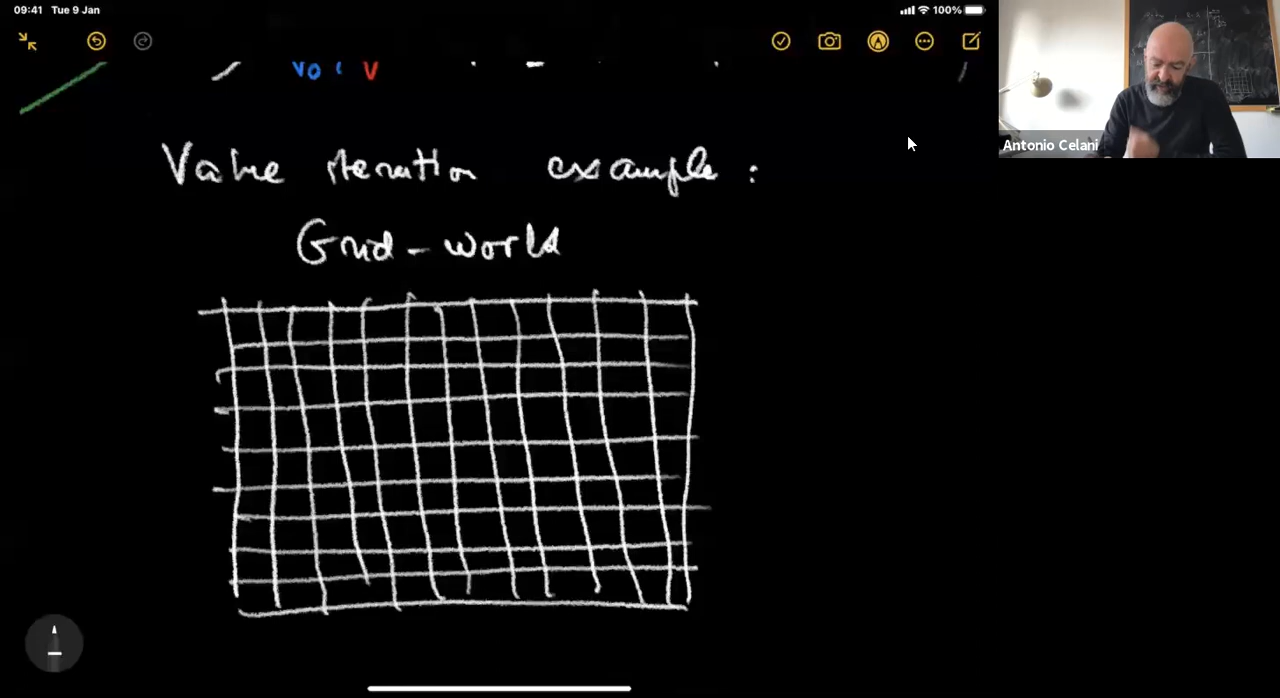 09:41 Tue 9 Jan 100%
Value iteration example:
Grid-world
Antonio Celani